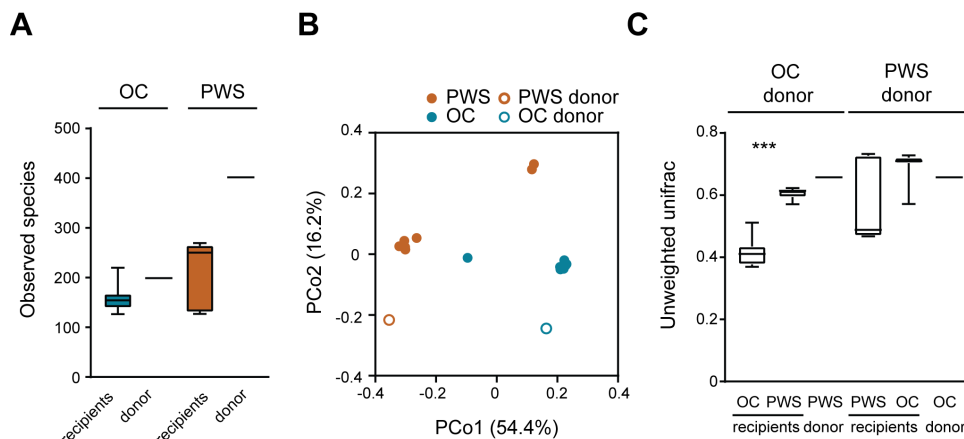 A
OC PWS
Observed species
500
400
300
200
100
0
recipients donor recipients donor
B
PWS PWS donor
OC OC donor
PCo2 (16.2%)
0.4
0.2
0
-0.2
-0.4
-0.4 -0.2 0 0.2 0.4
PCo1 (54.4%)
C
OC donor PWS donor
Unweighted unifrac
0.8
0.6
0.4
0.2
0
***
OC PWS PWS PWS OC OC
recipients donor recipients donor